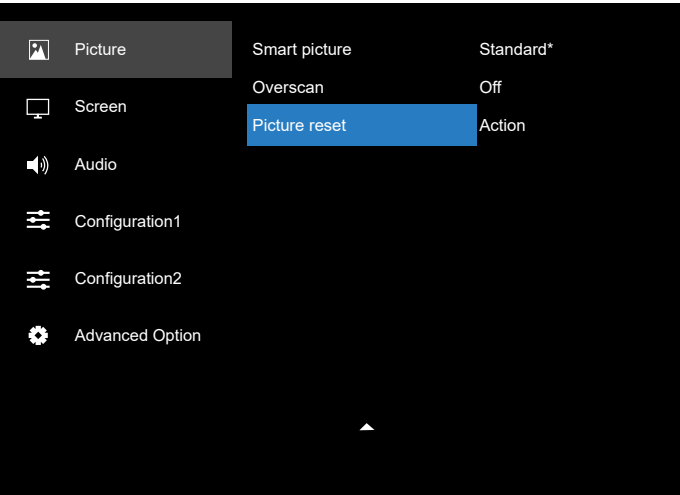 Picture
Screen
Audio
Configuration1
Configuration2
Advanced Option
Smart picture Standard*
Overscan Off
Picture reset Action